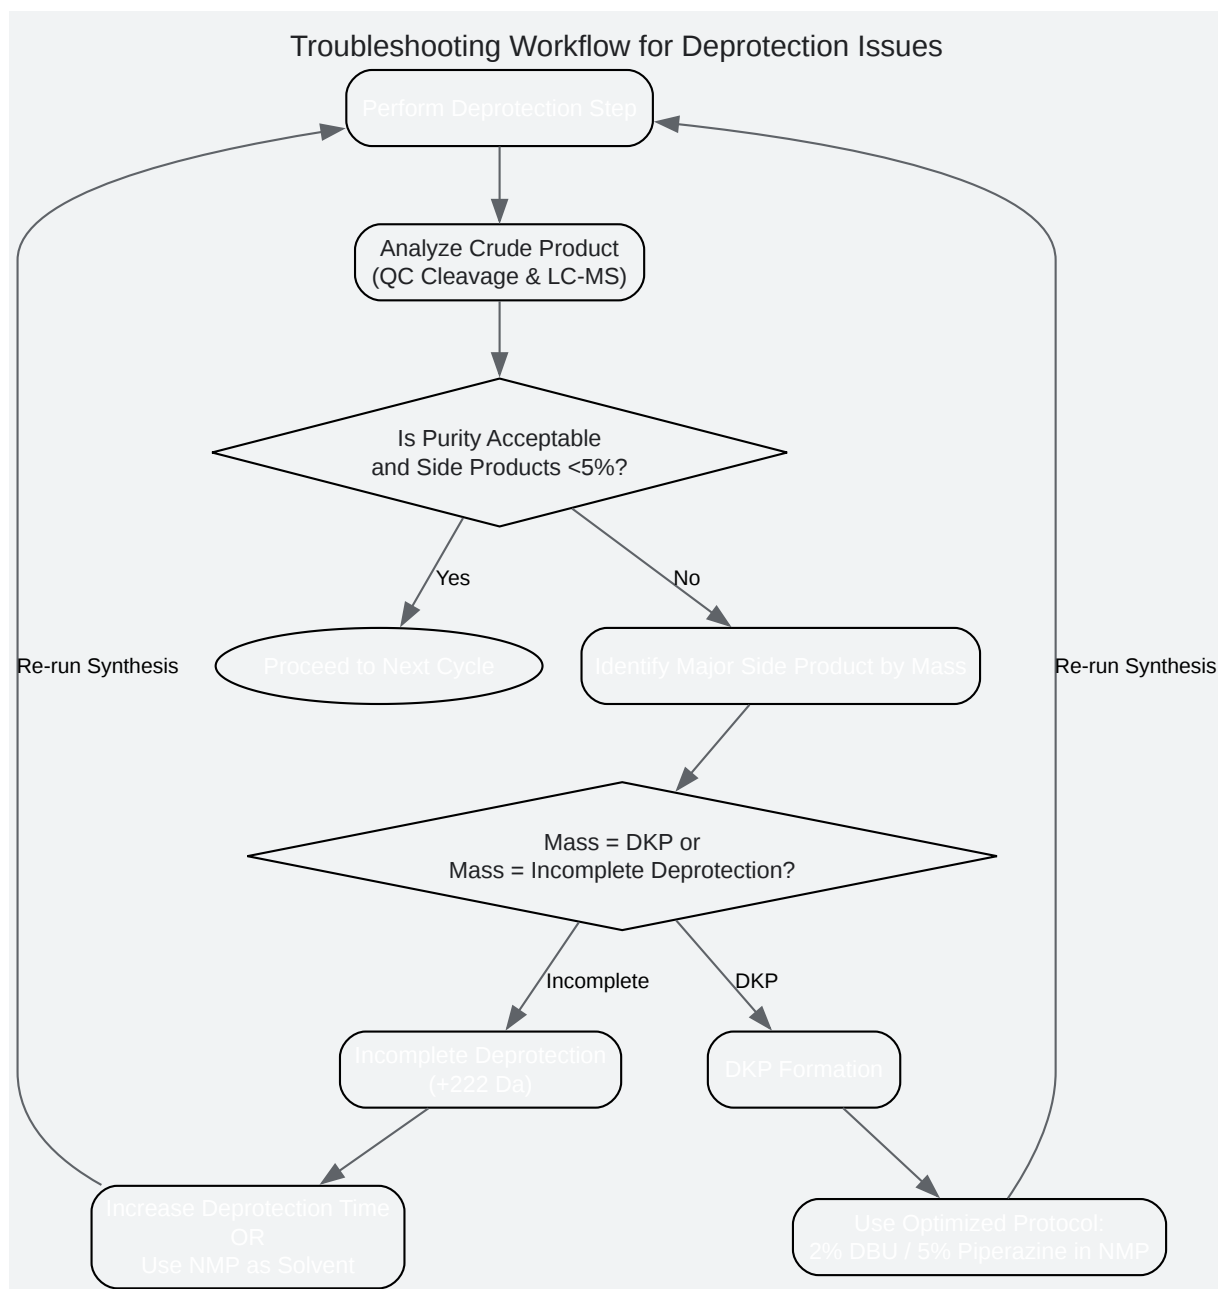 Troubleshooting Workflow for Deprotection Issues
Perform Deprotection Step
Analyze Crude Product
(QC Cleavage & LC-MS)
Is Purity Acceptable
and Side Products <5%?
Yes
No
Re-run Synthesis
Proceed to Next Cycle
Identify Major Side Product by Mass
Re-run Synthesis
Mass = DKP or
Mass = Incomplete Deprotection?
Incomplete
DKP
Incomplete Deprotection
(+222 Da)
DKP Formation
Increase Deprotection Time
OR
Use NMP as Solvent
Use Optimized Protocol:
2% DBU / 5% Piperazine in NMP